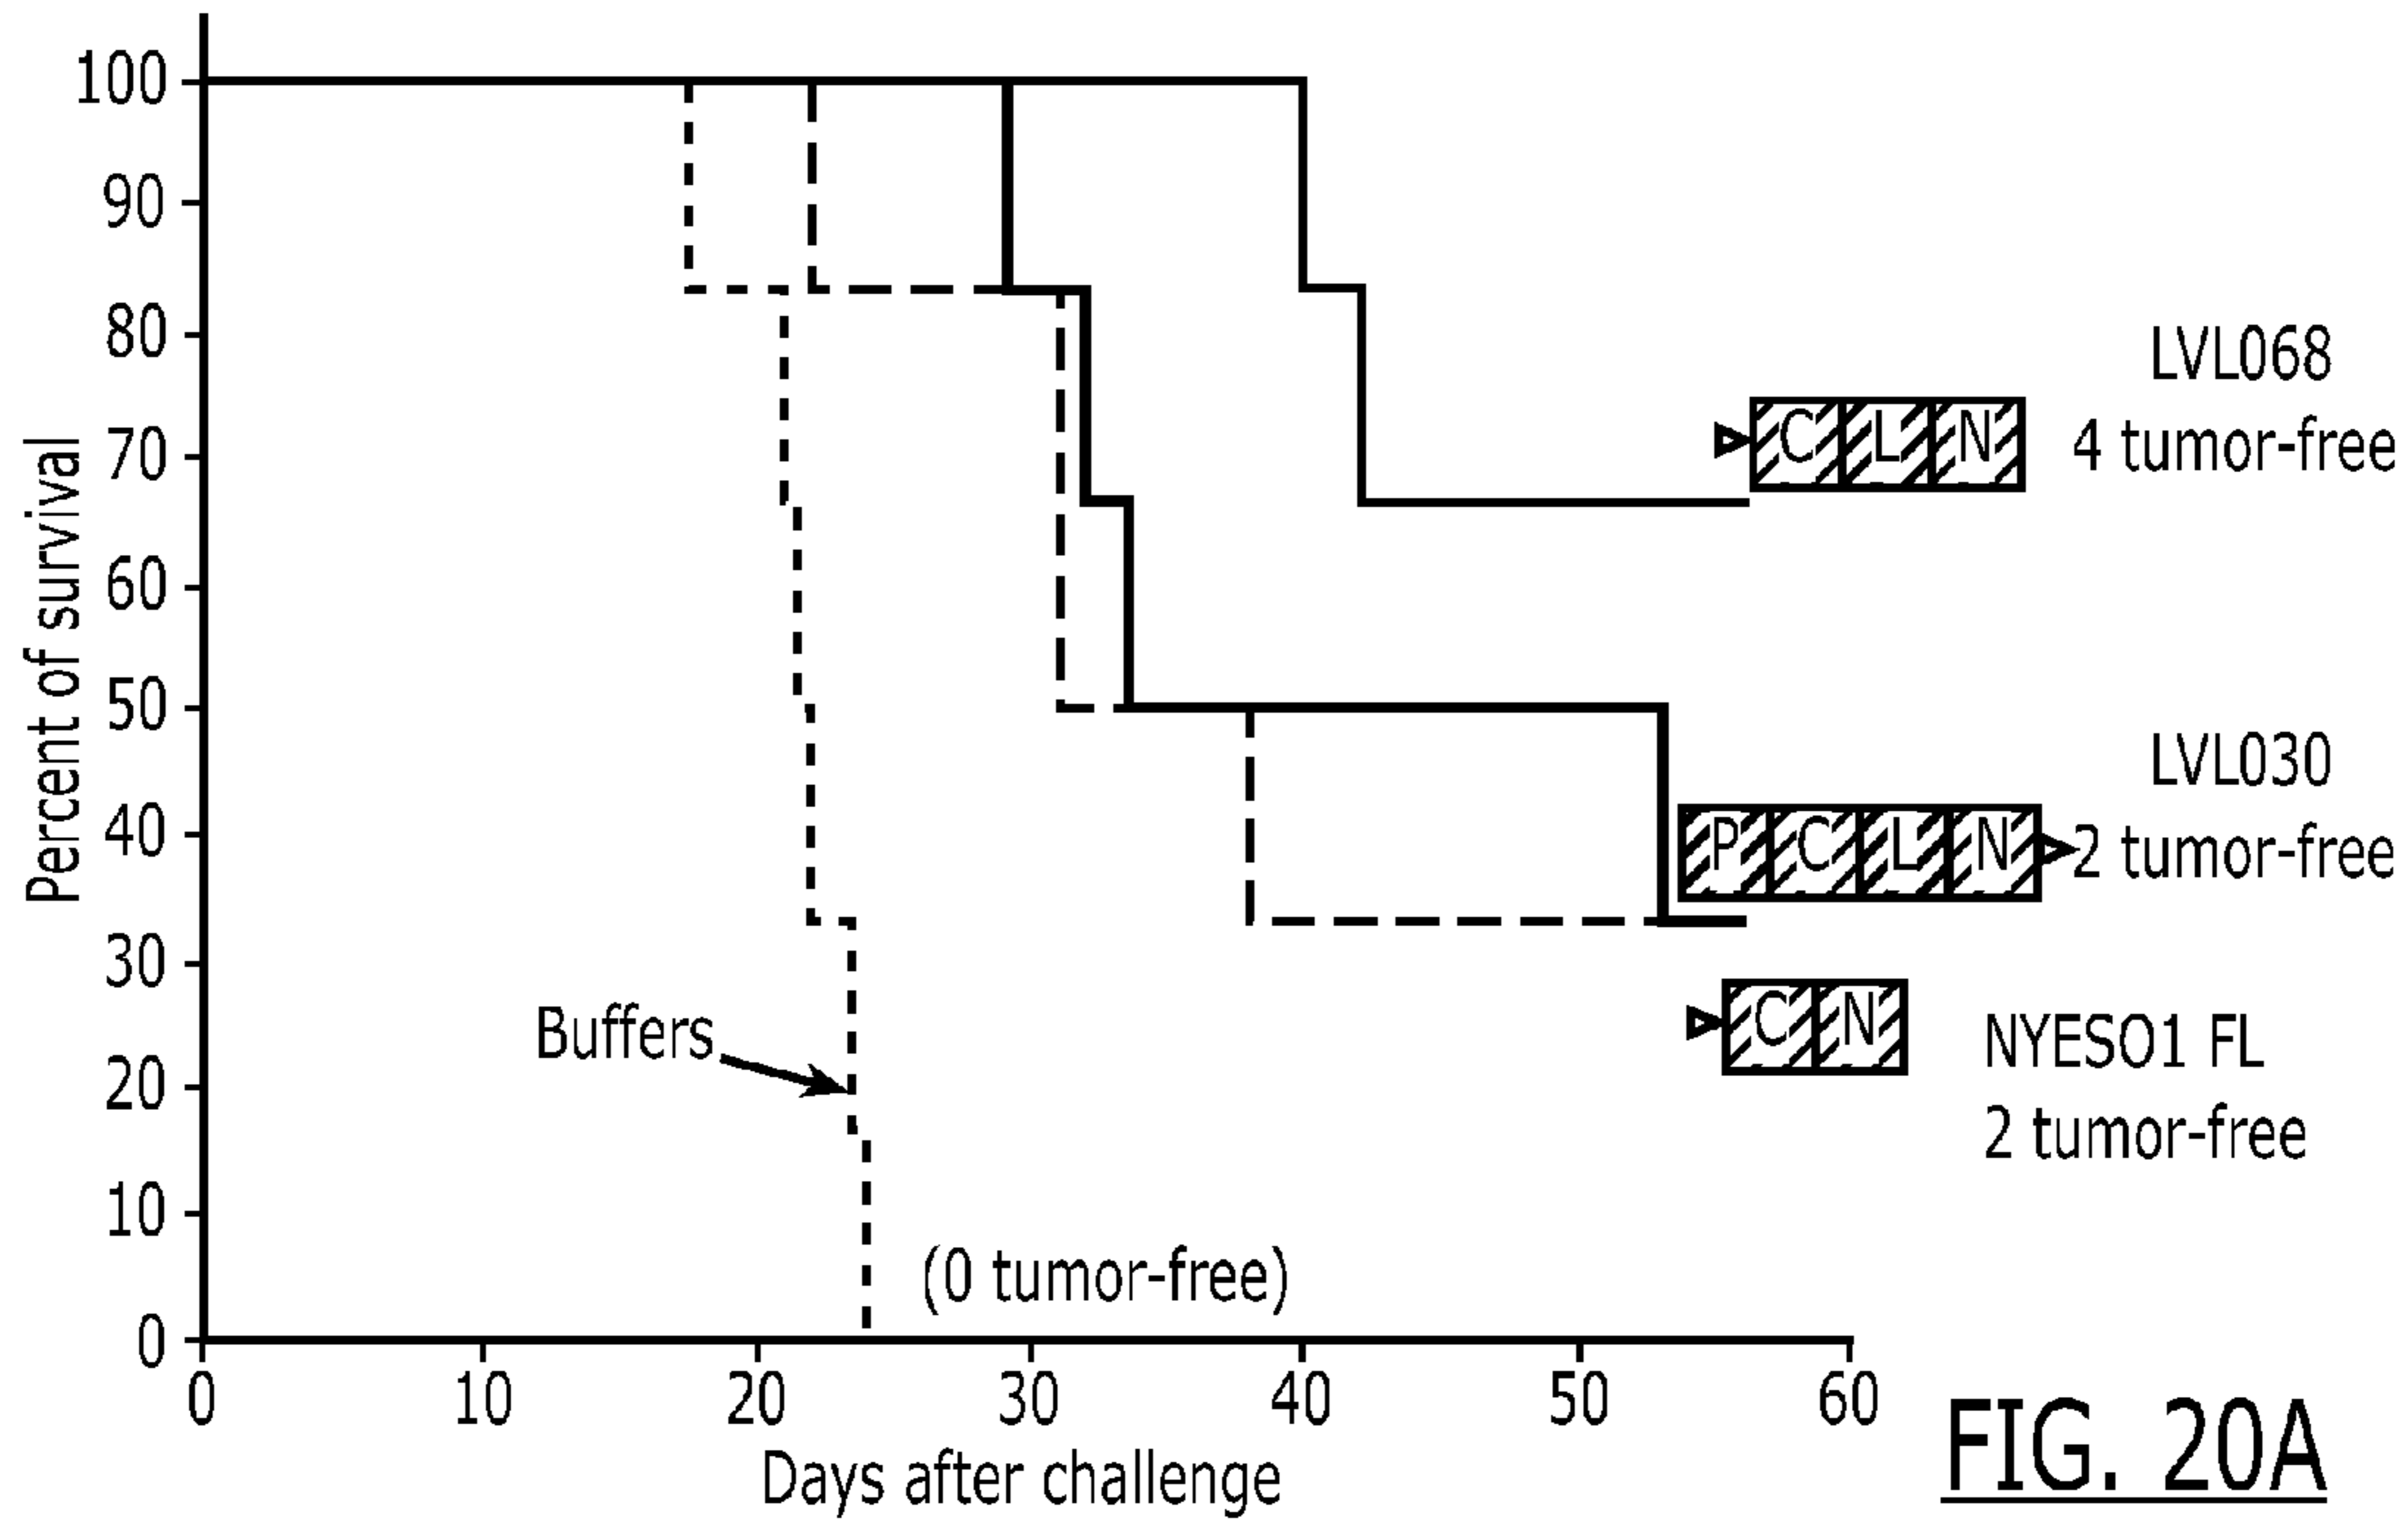 100
90
80
70
60
50
40
30
20
10
0
Percent of survival
0 10 20 30 40 50 60
Days after challenge
Buffers
(0 tumor-free)
LVL068
C L N 4 tumor-free
LVL030
P C L N 2 tumor-free
C N
NYESO1 FL
2 tumor-free
FIG. 20A